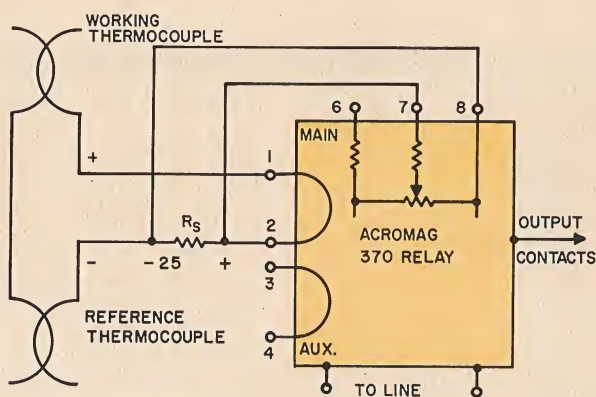 WORKING
THERMOCOUPLE
6 7 8
MAIN
+ 1
RS 2
- -25 + 3
ACROMAG
370 RELAY
OUTPUT
CONTACTS
REFERENCE
THERMOCOUPLE
4 AUX.
TO LINE